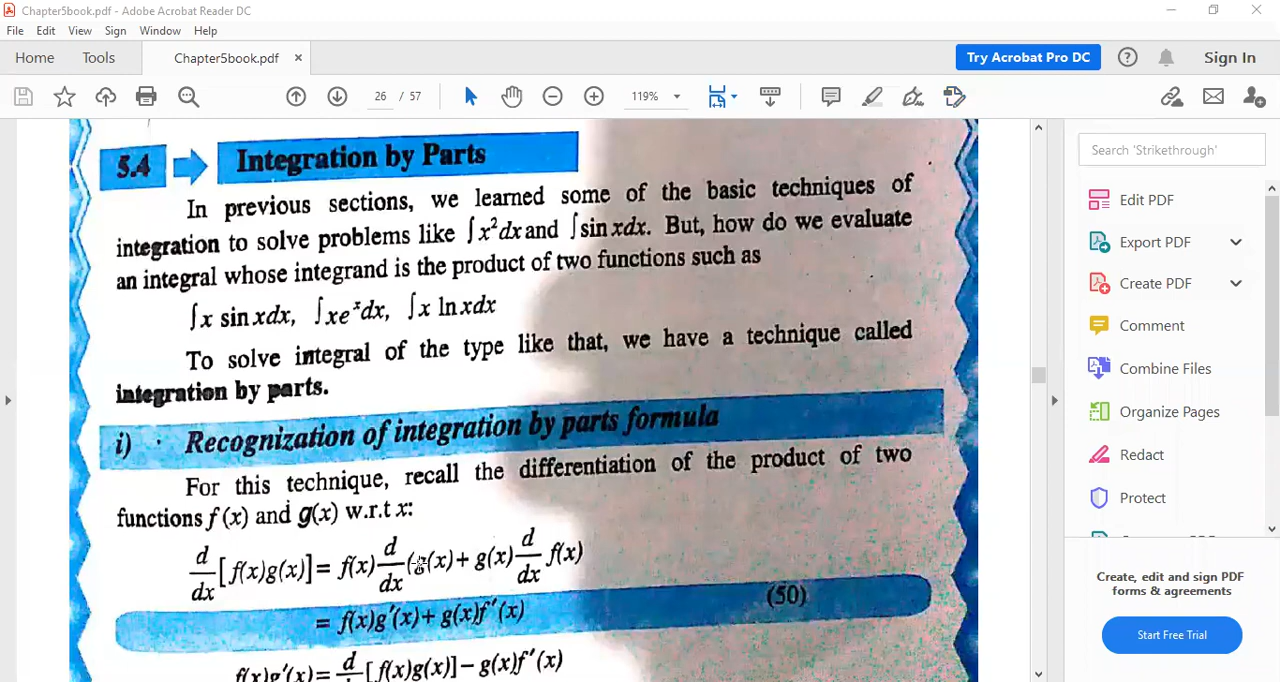 Chapter5book.pdf - Adobe Acrobat Reader DC
File Edit View Sign Window Help
Home Tools Chapter5book.pdf ×
Try Acrobat Pro DC Sign In
26 / 57 119%
5.4 Integration by Parts
In previous sections, we learned some of the basic techniques of
integration to solve problems like ∫x²dx and ∫sin xdx. But, how do we evaluate
an integral whose integrand is the product of two functions such as
∫x sin xdx, ∫xeˣdx, ∫x ln xdx
To solve integral of the type like that, we have a technique called
integration by parts.
i) Recognization of integration by parts formula
For this technique, recall the differentiation of the product of two
functions f (x) and g(x) w.r.t x:
d/dx [f(x)g(x)] = f(x) d/dx (g(x) + g(x) d/dx f(x)
= f(x)g′(x) + g(x)f′(x) (50)
f(x)g′(x) = d/dx [f(x)g(x)] − g(x)f′(x)
Search 'Strikethrough'
Edit PDF
Export PDF
Create PDF
Comment
Combine Files
Organize Pages
Redact
Protect
Create, edit and sign PDF
forms & agreements
Start Free Trial